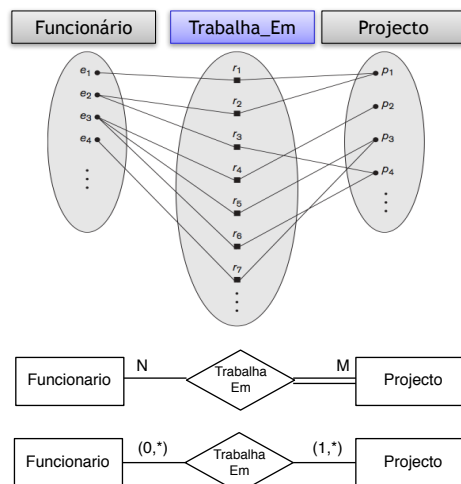 Funcionário Trabalha_Em Projecto
e1 r1 p1
e2 r2
e3 r3 p2
e4 r4 p3
r5 p4
r6
r7
N Trabalha M
Funcionario Em Projecto
(0,*) Trabalha (1,*)
Funcionario Em Projecto